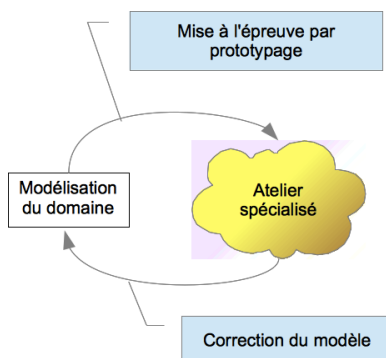 Mise à l'épreuve par
prototypage
Modélisation
du domaine
Atelier
spécialisé
Correction du modèle